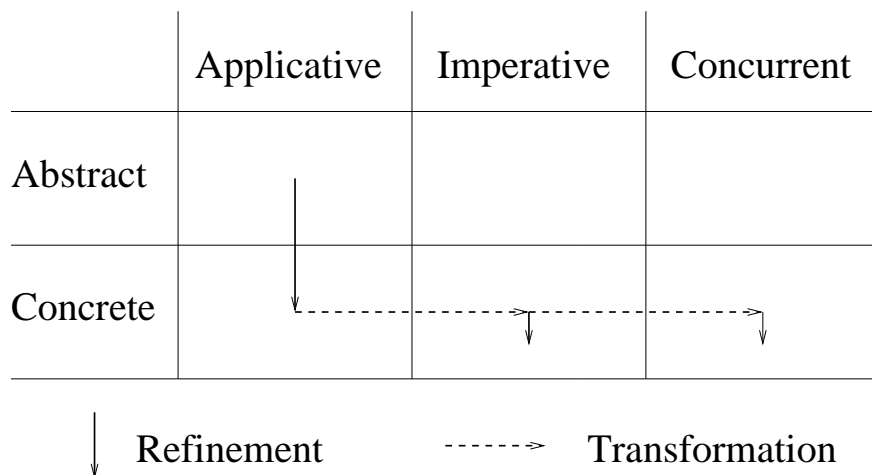 Applicative Imperative Concurrent
Abstract
Concrete
Refinement Transformation